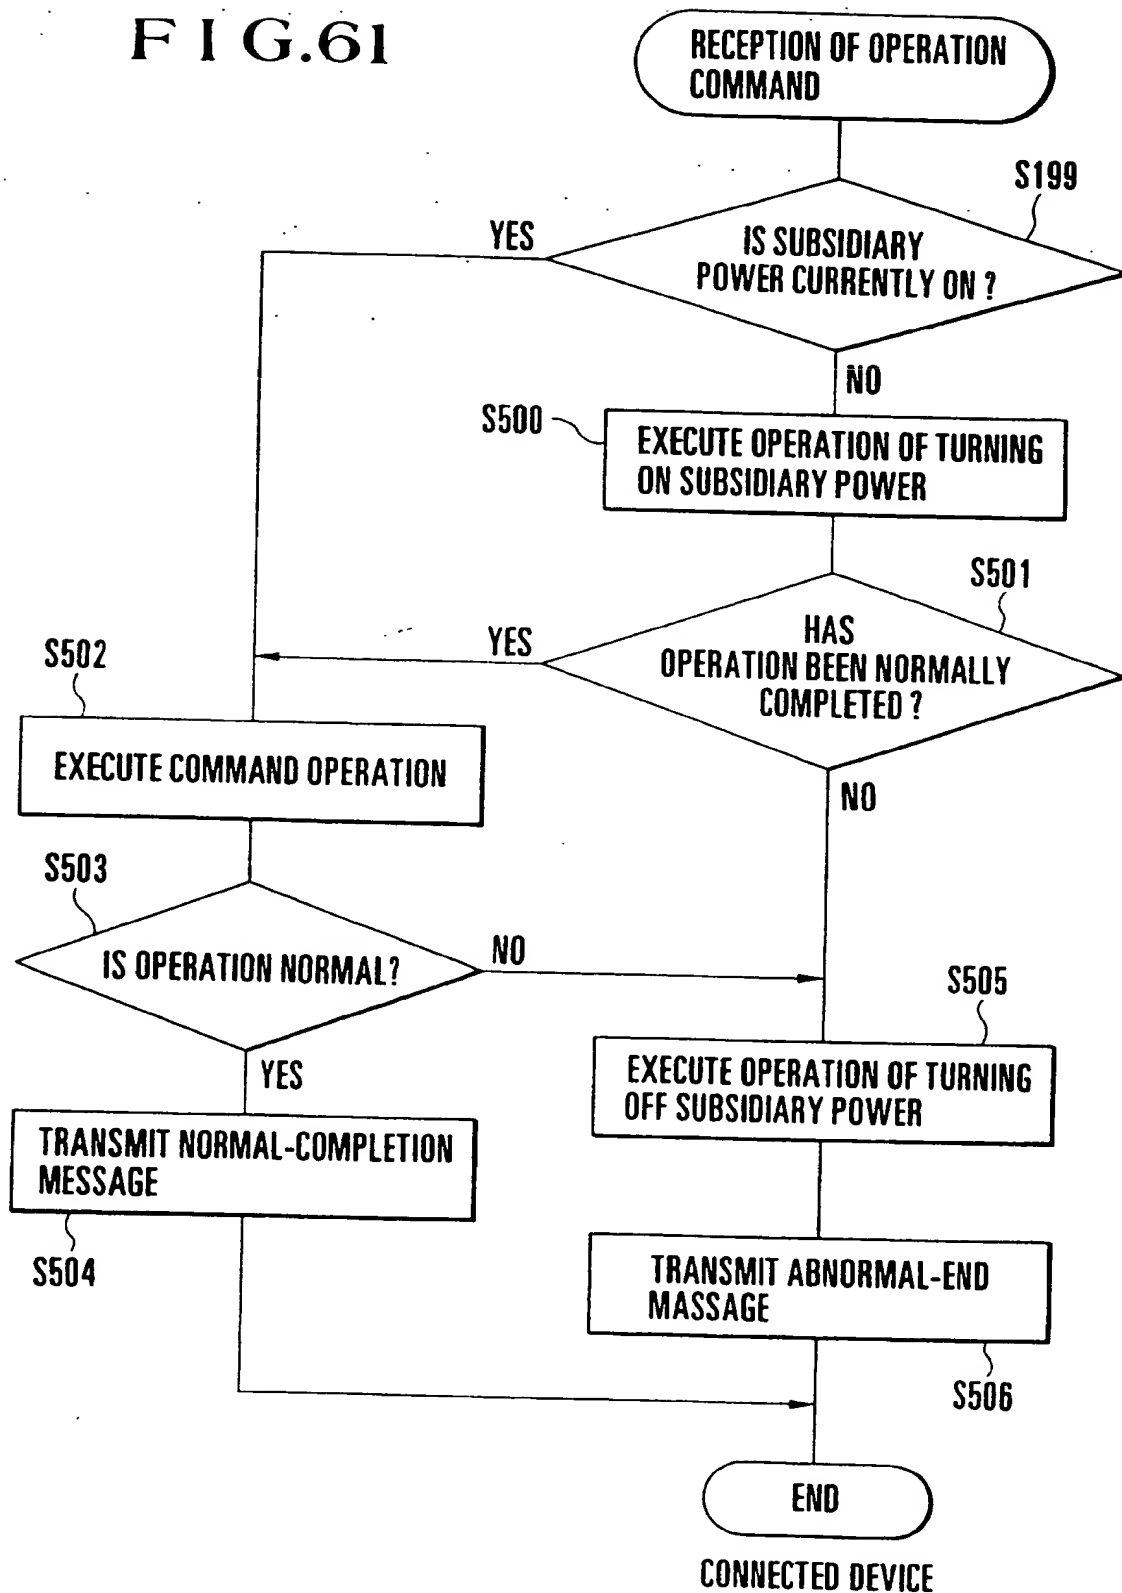 FIG.61
RECEPTION OF OPERATION
COMMAND
S199
IS SUBSIDIARY
POWER CURRENTLY ON ?
YES
NO
S500
EXECUTE OPERATION OF TURNING
ON SUBSIDIARY POWER
S501
HAS
OPERATION BEEN NORMALLY
COMPLETED ?
YES
NO
S502
EXECUTE COMMAND OPERATION
S503
IS OPERATION NORMAL?
NO
YES
S505
EXECUTE OPERATION OF TURNING
OFF SUBSIDIARY POWER
TRANSMIT NORMAL-COMPLETION
MESSAGE
S504
TRANSMIT ABNORMAL-END
MASSAGE
S506
END
CONNECTED DEVICE